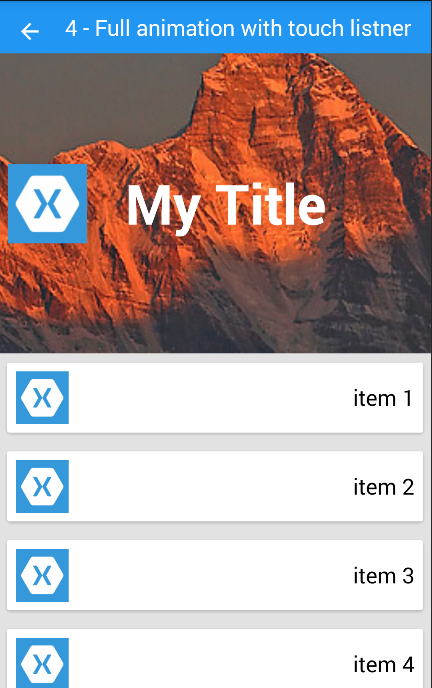 4 - Full animation with touch listner
My Title
item 1
item 2
item 3
item 4